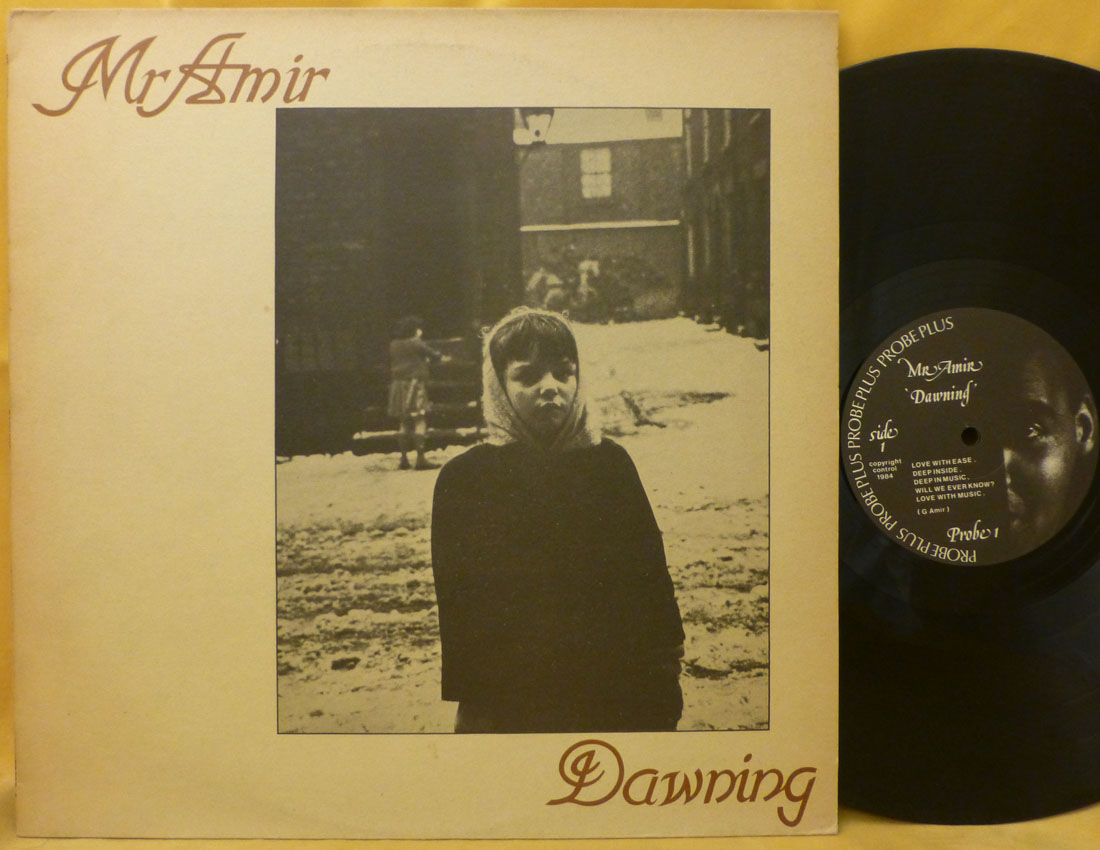 Mr Amir
Dawning
PROBE PLUS PROBE PLUS PROBE PLUS PROBE PLUS
Mr Amir
'Dawning'
side
1
copyright
control
1984
LOVE WITH EASE .
DEEP INSIDE .
DEEP IN MUSIC .
WILL WE EVER KNOW?
LOVE WITH MUSIC .
( G Amir )
Probe 1